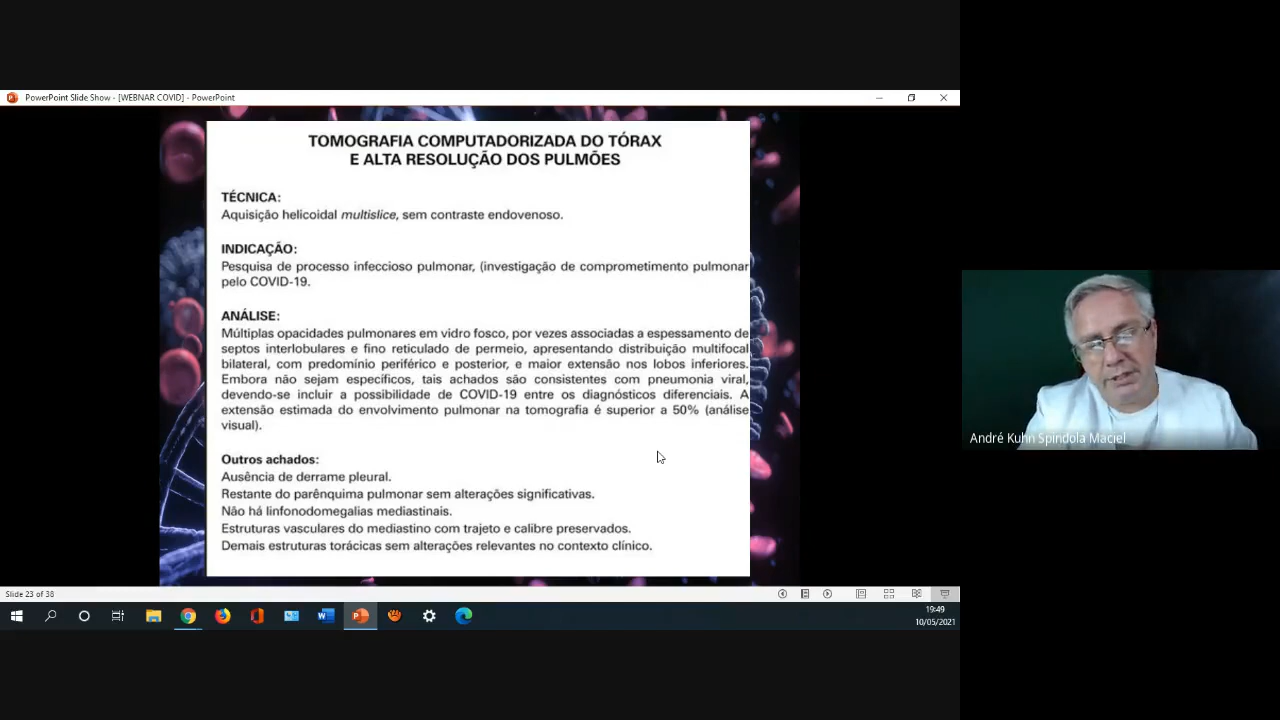 PowerPoint Slide Show - [WEBNAR COVID] - PowerPoint
TOMOGRAFIA COMPUTADORIZADA DO TÓRAX
E ALTA RESOLUÇÃO DOS PULMÕES
TÉCNICA:
Aquisição helicoidal multislice, sem contraste endovenoso.
INDICAÇÃO:
Pesquisa de processo infeccioso pulmonar, (investigação de comprometimento pulmonar
pelo COVID-19.
ANÁLISE:
Múltiplas opacidades pulmonares em vidro fosco, por vezes associadas a espessamento de
septos interlobulares e fino reticulado de permeio, apresentando distribuição multifocal
bilateral, com predomínio periférico e posterior, e maior extensão nos lobos inferiores.
Embora não sejam específicos, tais achados são consistentes com pneumonia viral,
devendo-se incluir a possibilidade de COVID-19 entre os diagnósticos diferenciais. A
extensão estimada do envolvimento pulmonar na tomografia é superior a 50% (análise
visual).
Outros achados:
Ausência de derrame pleural.
Restante do parênquima pulmonar sem alterações significativas.
Não há linfonodomegalias mediastinais.
Estruturas vasculares do mediastino com trajeto e calibre preservados.
Demais estruturas torácicas sem alterações relevantes no contexto clínico.
André Kuhn Spindola Maciel
Slide 23 of 38
19:49
10/05/2021